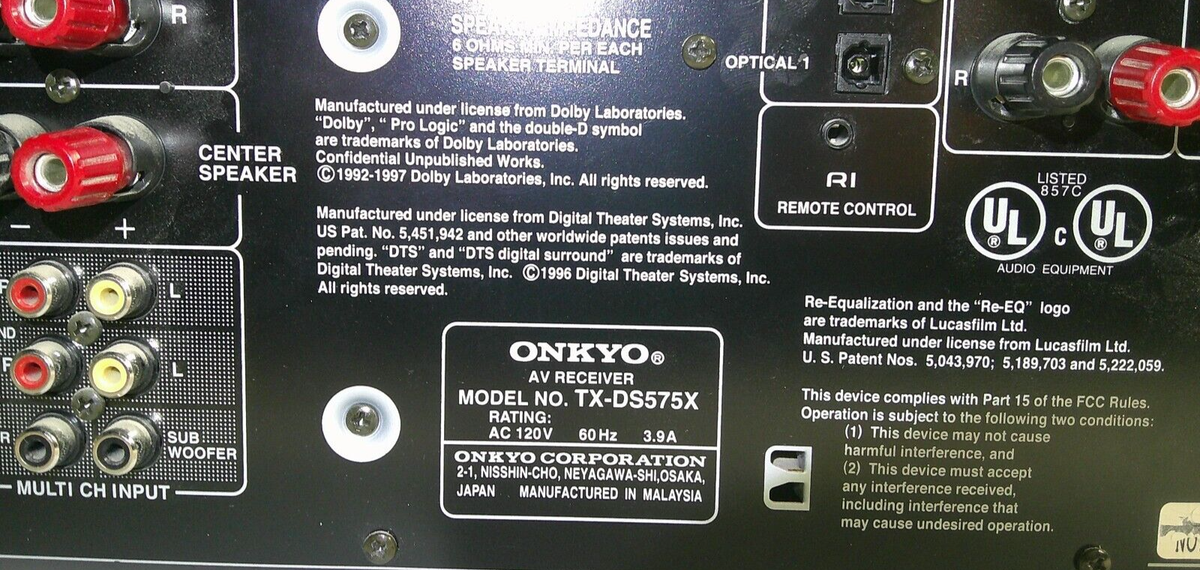 R
SPEAKER IMPEDANCE
6 OHMS MIN. PER EACH
SPEAKER TERMINAL
OPTICAL 1
R
Manufactured under license from Dolby Laboratories.
"Dolby", " Pro Logic" and the double-D symbol
are trademarks of Dolby Laboratories.
Confidential Unpublished Works.
©1992-1997 Dolby Laboratories, Inc. All rights reserved.
CENTER
SPEAKER
− +
RI
REMOTE CONTROL
LISTED
857C
UL® C UL®
AUDIO EQUIPMENT
Manufactured under license from Digital Theater Systems, Inc.
US Pat. No. 5,451,942 and other worldwide patents issues and
pending. "DTS" and "DTS digital surround" are trademarks of
Digital Theater Systems, Inc. ©1996 Digital Theater Systems, Inc.
All rights reserved.
L
L
SUB
WOOFER
MULTI CH INPUT
ONKYO®
AV RECEIVER
MODEL NO. TX-DS575X
RATING:
AC 120V 60Hz 3.9A
ONKYO CORPORATION
2-1, NISSHIN-CHO, NEYAGAWA-SHI,OSAKA,
JAPAN MANUFACTURED IN MALAYSIA
Re-Equalization and the "Re-EQ" logo
are trademarks of Lucasfilm Ltd.
Manufactured under license from Lucasfilm Ltd.
U. S. Patent Nos. 5,043,970; 5,189,703 and 5,222,059.
This device complies with Part 15 of the FCC Rules.
Operation is subject to the following two conditions:
(1) This device may not cause
harmful interference, and
(2) This device must accept
any interference received,
including interference that
may cause undesired operation.